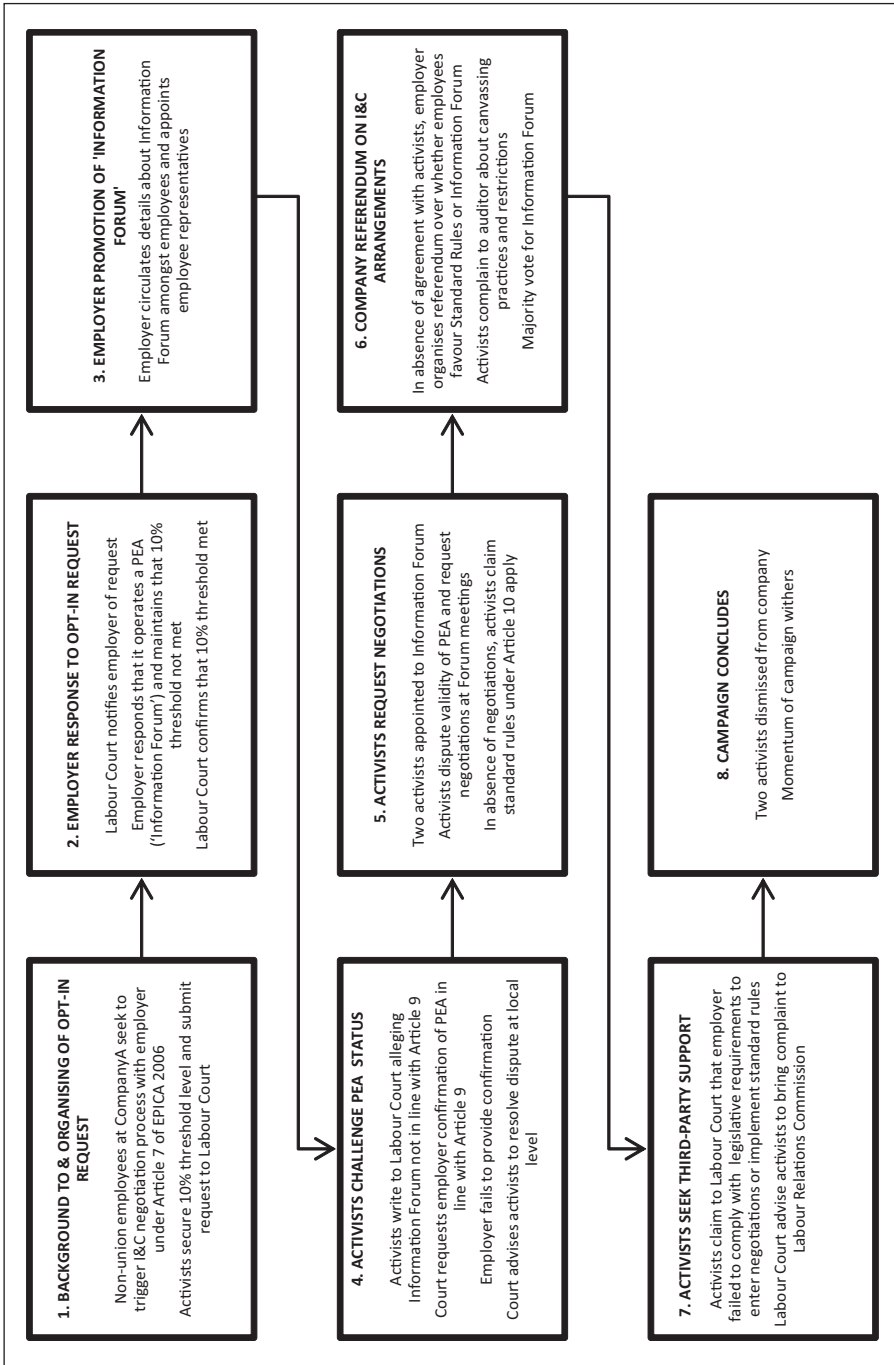 1. BACKGROUND TO & ORGANISING OF OPT-IN
REQUEST
Non-union employees at CompanyA seek to
trigger I&C negotiation process with employer
under Article 7 of EPICA 2006
Activists secure 10% threshold level and submit
request to Labour Court
2. EMPLOYER RESPONSE TO OPT-IN REQUEST
Labour Court notifies employer of request
Employer responds that it operates a PEA
('Information Forum') and maintains that 10%
threshold not met
Labour Court confirms that 10% threshold met
3. EMPLOYER PROMOTION OF 'INFORMATION
FORUM'
Employer circulates details about Information
Forum amongst employees and appoints
employee representatives
4. ACTIVISTS CHALLENGE PEA STATUS
Activists write to Labour Court alleging
Information Forum not in line with Article 9
Court requests employer confirmation of PEA in
line with Article 9
Employer fails to provide confirmation
Court advises activists to resolve dispute at local
level
5. ACTIVISTS REQUEST NEGOTIATIONS
Two activists appointed to Information Forum
Activists dispute validity of PEA and request
negotiations at Forum meetings
In absence of negotiations, activists claim
standard rules under Article 10 apply
6. COMPANY REFERENDUM ON I&C
ARRANGEMENTS
In absence of agreement with activists, employer
organises referendum over whether employees
favour Standard Rules or Information Forum
Activists complain to auditor about canvassing
practices and restrictions
Majority vote for Information Forum
7. ACTIVISTS SEEK THIRD-PARTY SUPPORT
Activists claim to Labour Court that employer
failed to comply with legislative requirements to
enter negotiations or implement standard rules
Labour Court advise activists to bring complaint to
Labour Relations Commission
8. CAMPAIGN CONCLUDES
Two activists dismissed from company
Momentum of campaign withers